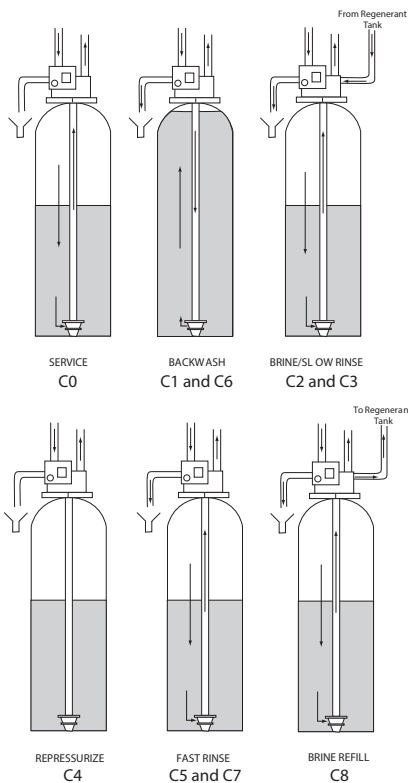 From Regenerant
Tank
SERVICE
C0
BACKWASH
C1 and C6
BRINE/SL OW RINSE
C2 and C3
To Regeneran
Tank
REPRESSURIZE
C4
FAST RINSE
C5 and C7
BRINE REFILL
C8